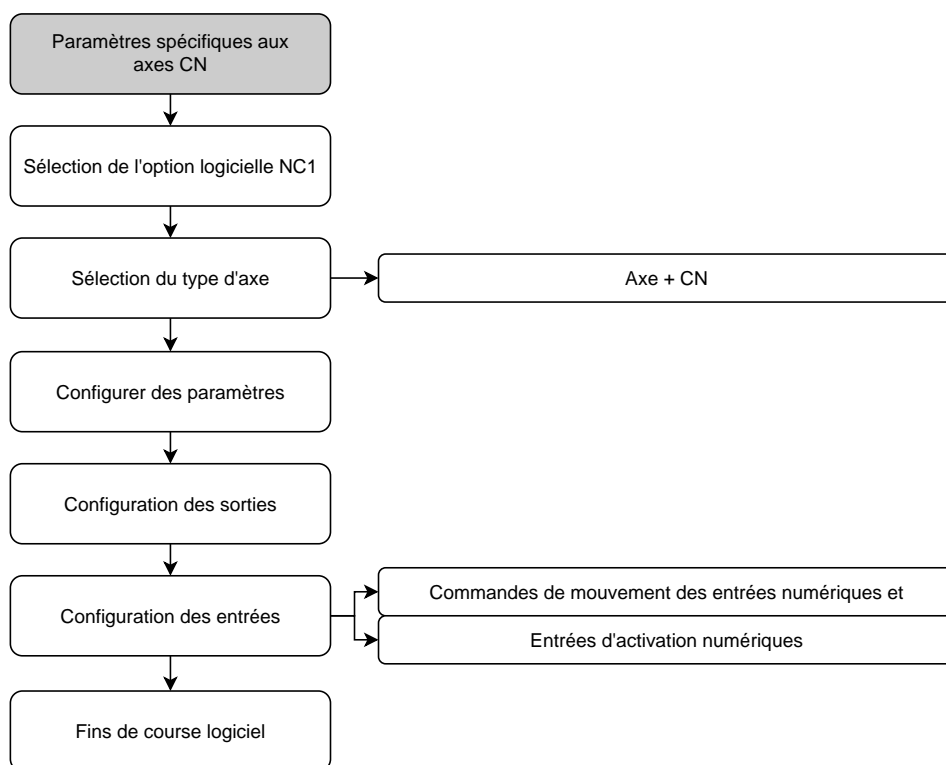 Paramètres spécifiques aux
axes CN
Sélection de l'option logicielle NC1
Sélection du type d'axe
Axe + CN
Configurer des paramètres
Configuration des sorties
Configuration des entrées
Commandes de mouvement des entrées numériques et
Entrées d'activation numériques
Fins de course logiciel